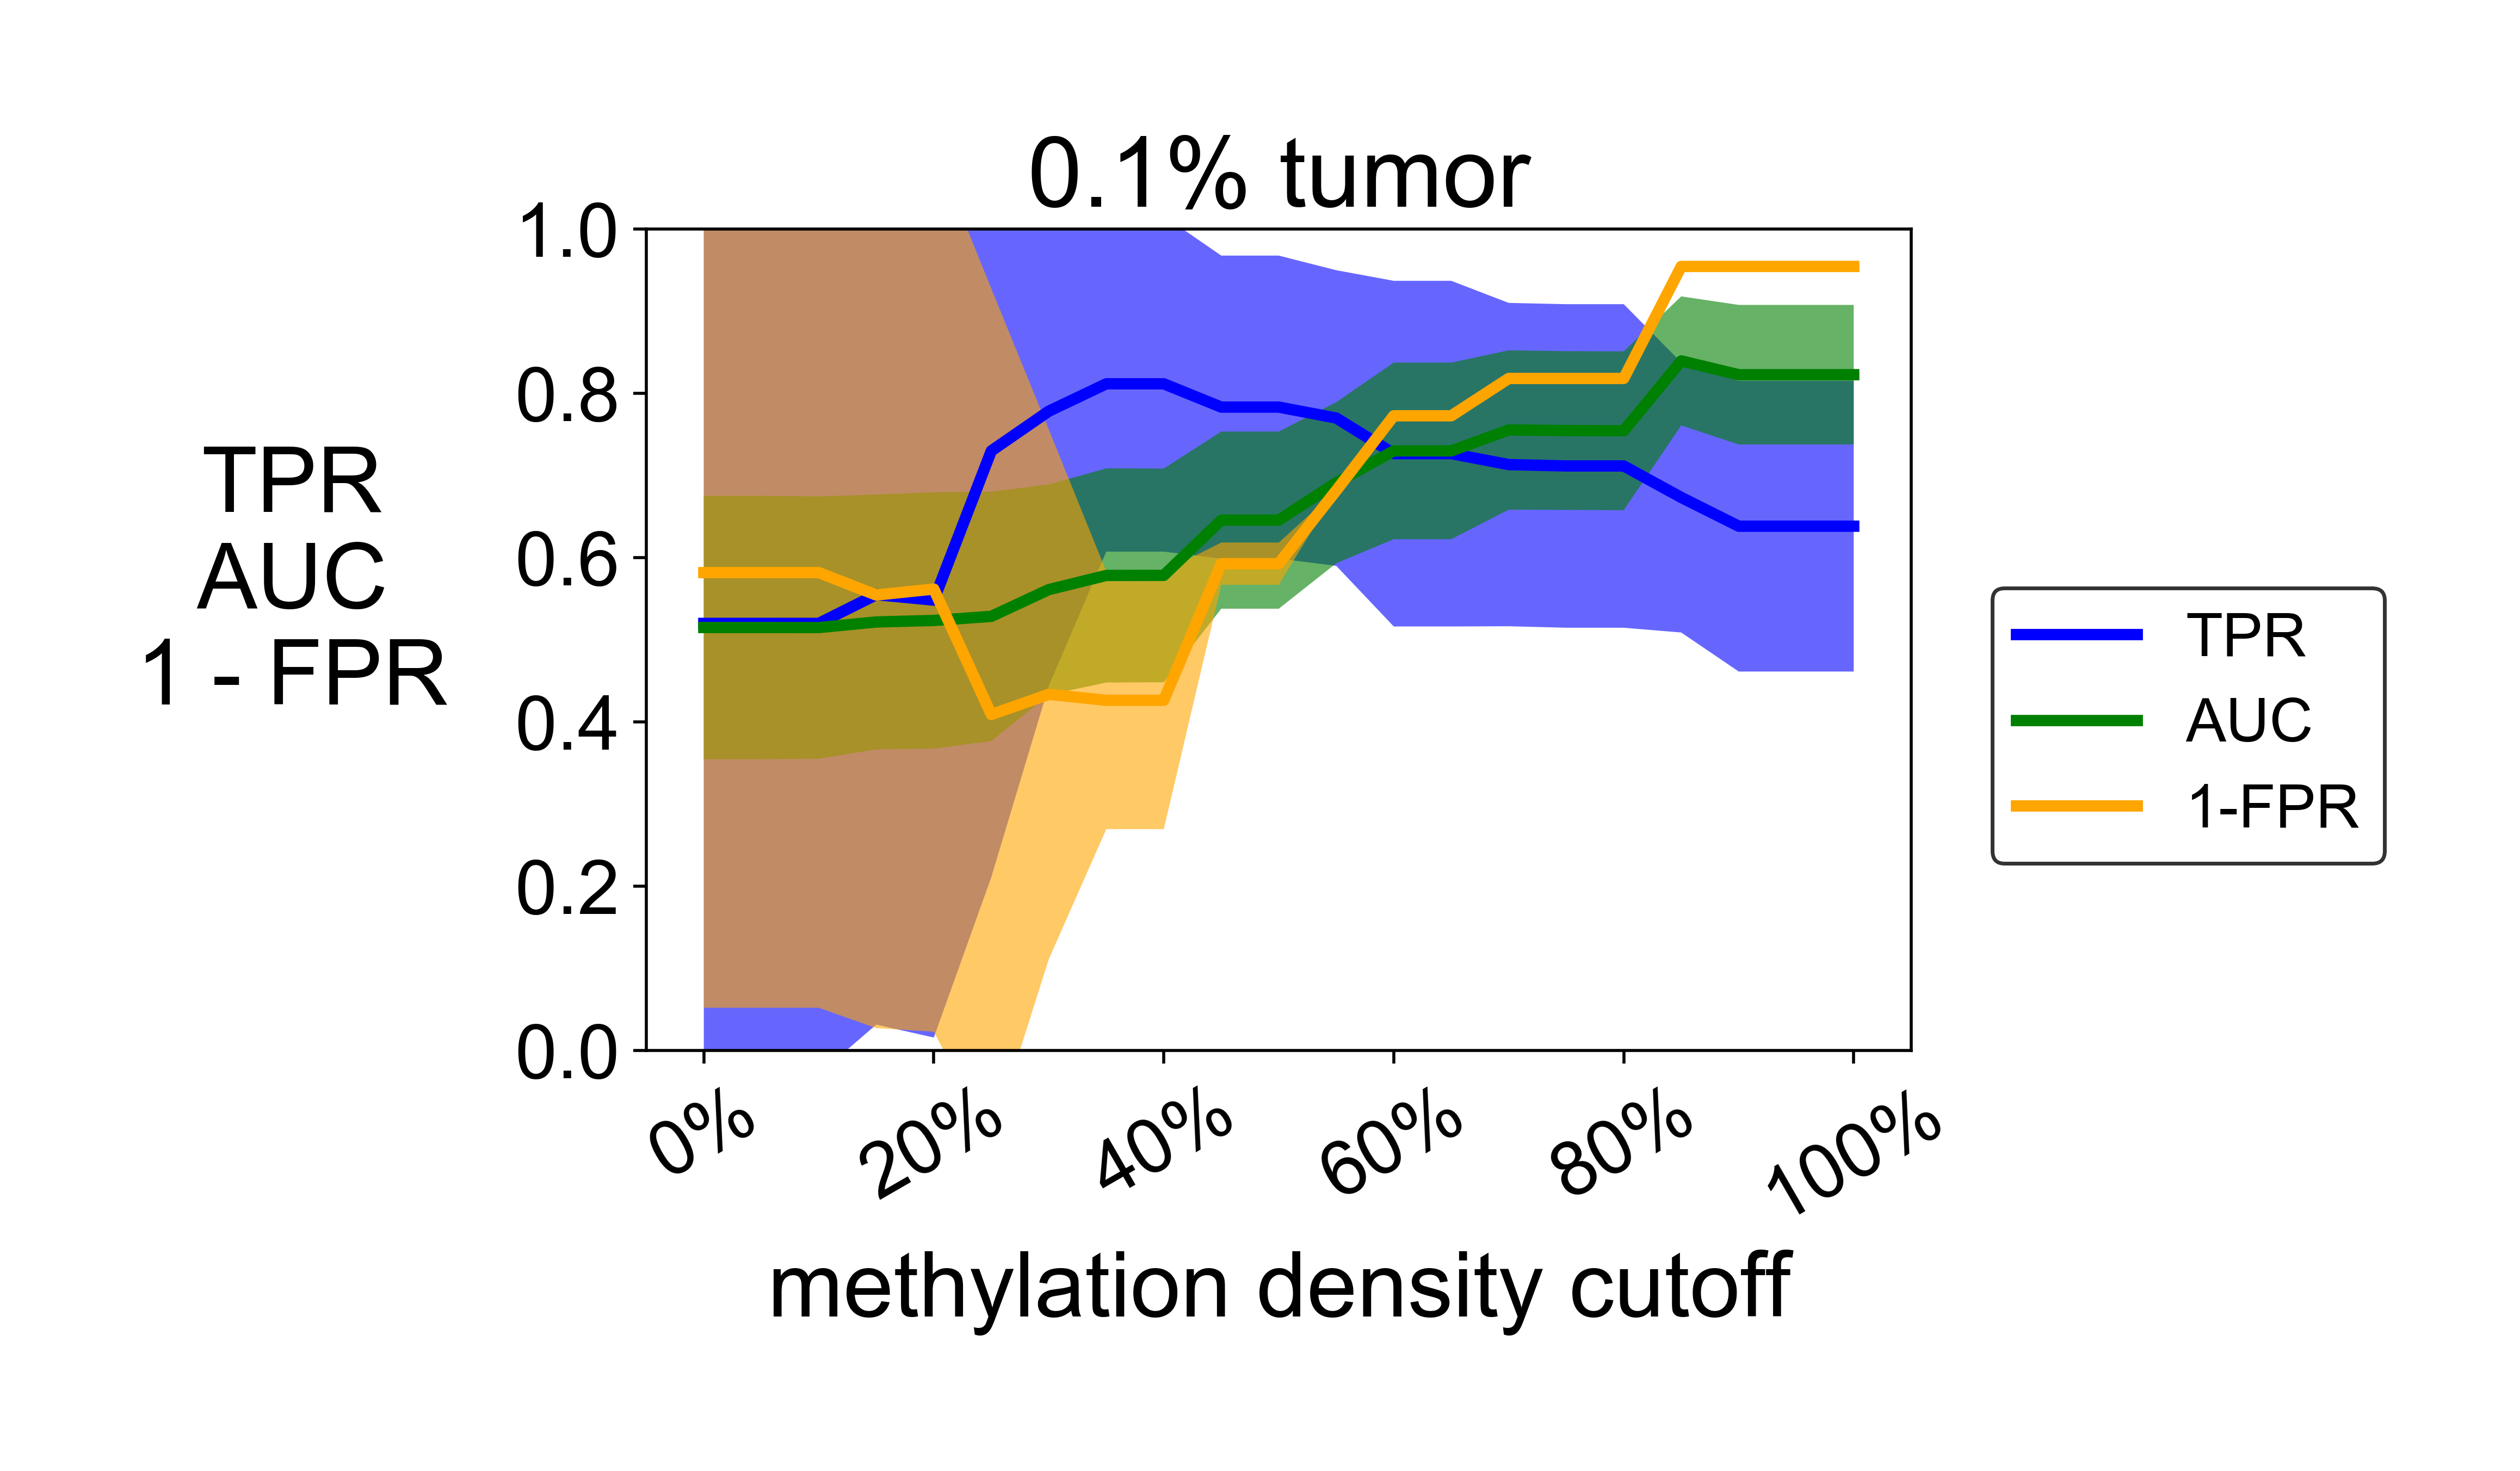 0.1% tumor
1.0
0.8
0.6
0.4
0.2
0.0
TPR
AUC
1 - FPR
0%
20%
40%
60%
80%
100%
methylation density cutoff
TPR
AUC
1-FPR